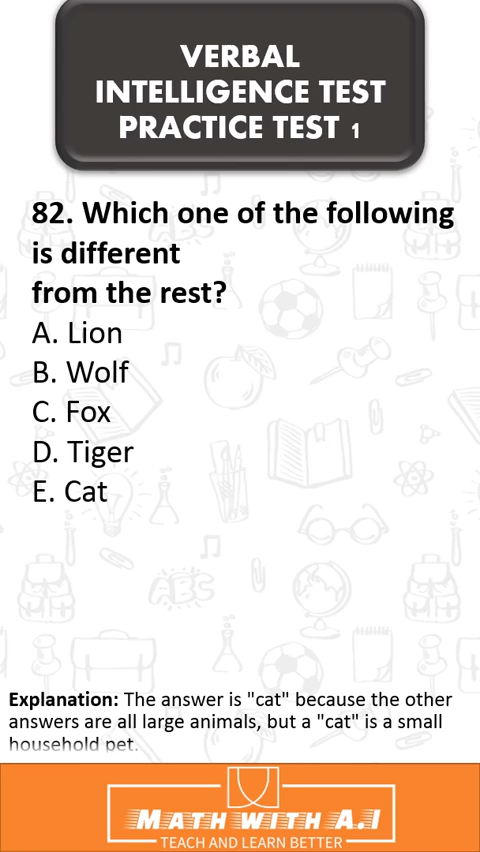 VERBAL
INTELLIGENCE TEST
PRACTICE TEST 1
82. Which one of the following
is different
from the rest?
A. Lion
B. Wolf
C. Fox
D. Tiger
E. Cat
ABC
Explanation: The answer is "cat" because the other
answers are all large animals, but a "cat" is a small
household pet.
MATH WITH A.I
TEACH AND LEARN BETTER